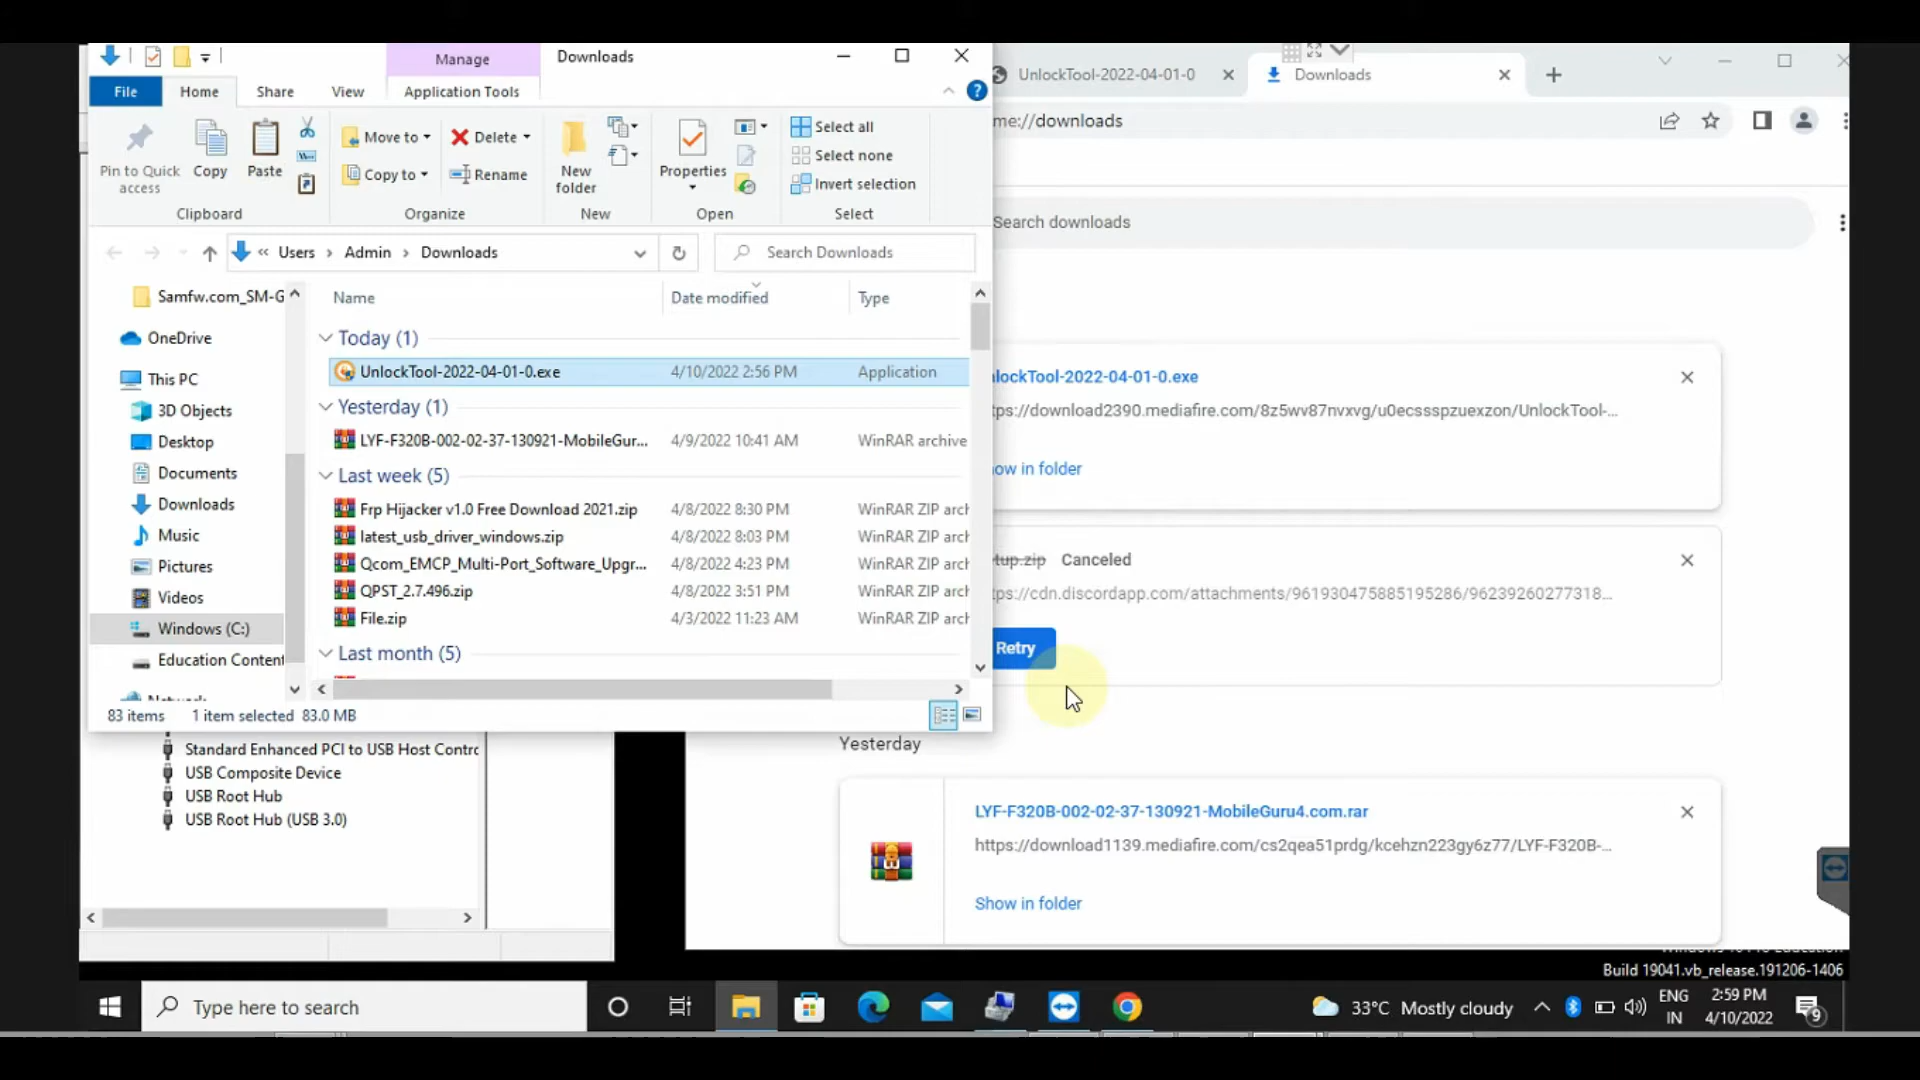 Manage
Downloads
File
Home
Share
View
Application Tools
Pin to Quick access
Copy
Paste
Clipboard
Move to
Copy to
Delete
Rename
Organize
New folder
New
Properties
Open
Select all
Select none
Invert selection
Select
« Users › Admin › Downloads
Search Downloads
Samfw.com_SM-G
OneDrive
This PC
3D Objects
Desktop
Documents
Downloads
Music
Pictures
Videos
Windows (C:)
Education Content
Name Date modified Type
Today (1)
UnlockTool-2022-04-01-0.exe 4/10/2022 2:56 PM Application
Yesterday (1)
LYF-F320B-002-02-37-130921-MobileGur... 4/9/2022 10:41 AM WinRAR archive
Last week (5)
Frp Hijacker v1.0 Free Download 2021.zip 4/8/2022 8:30 PM WinRAR ZIP arch
latest_usb_driver_windows.zip 4/8/2022 8:03 PM WinRAR ZIP arch
Qcom_EMCP_Multi-Port_Software_Upgr... 4/8/2022 4:23 PM WinRAR ZIP arch
QPST_2.7.496.zip 4/8/2022 3:51 PM WinRAR ZIP arch
File.zip 4/3/2022 11:23 AM WinRAR ZIP arch
Last month (5)
83 items 1 item selected 83.0 MB
Standard Enhanced PCI to USB Host Contrc
USB Composite Device
USB Root Hub
USB Root Hub (USB 3.0)
UnlockTool-2022-04-01-0
Downloads
me://downloads
Search downloads
lockTool-2022-04-01-0.exe
tps://download2390.mediafire.com/8z5wv87nvxvg/u0ecssspzuexzon/UnlockTool-...
ow in folder
tup.zip Canceled
tps://cdn.discordapp.com/attachments/961930475885195286/96239260277318...
Retry
Yesterday
LYF-F320B-002-02-37-130921-MobileGuru4.com.rar
https://download1139.mediafire.com/cs2qea51prdg/kcehzn223gy6z77/LYF-F320B-...
Show in folder
Build 19041.vb_release.191206-1406
Type here to search
33°C Mostly cloudy
ENG
IN
2:59 PM
4/10/2022
9